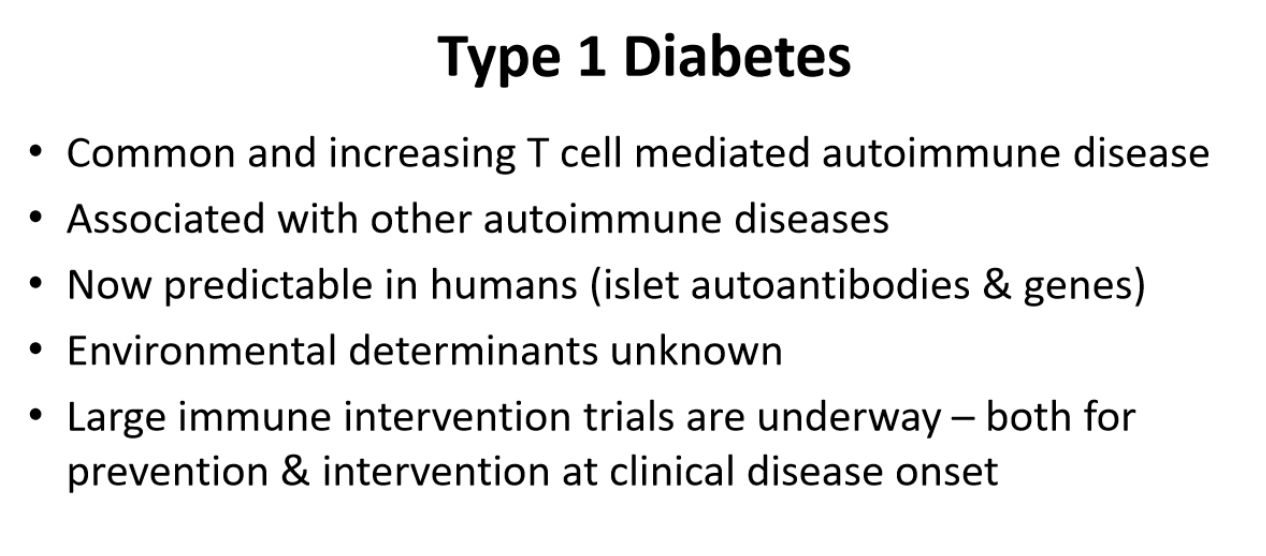 Type 1 Diabetes
• Common and increasing T cell mediated autoimmune disease
• Associated with other autoimmune diseases
• Now predictable in humans (islet autoantibodies & genes)
• Environmental determinants unknown
• Large immune intervention trials are underway – both for
prevention & intervention at clinical disease onset